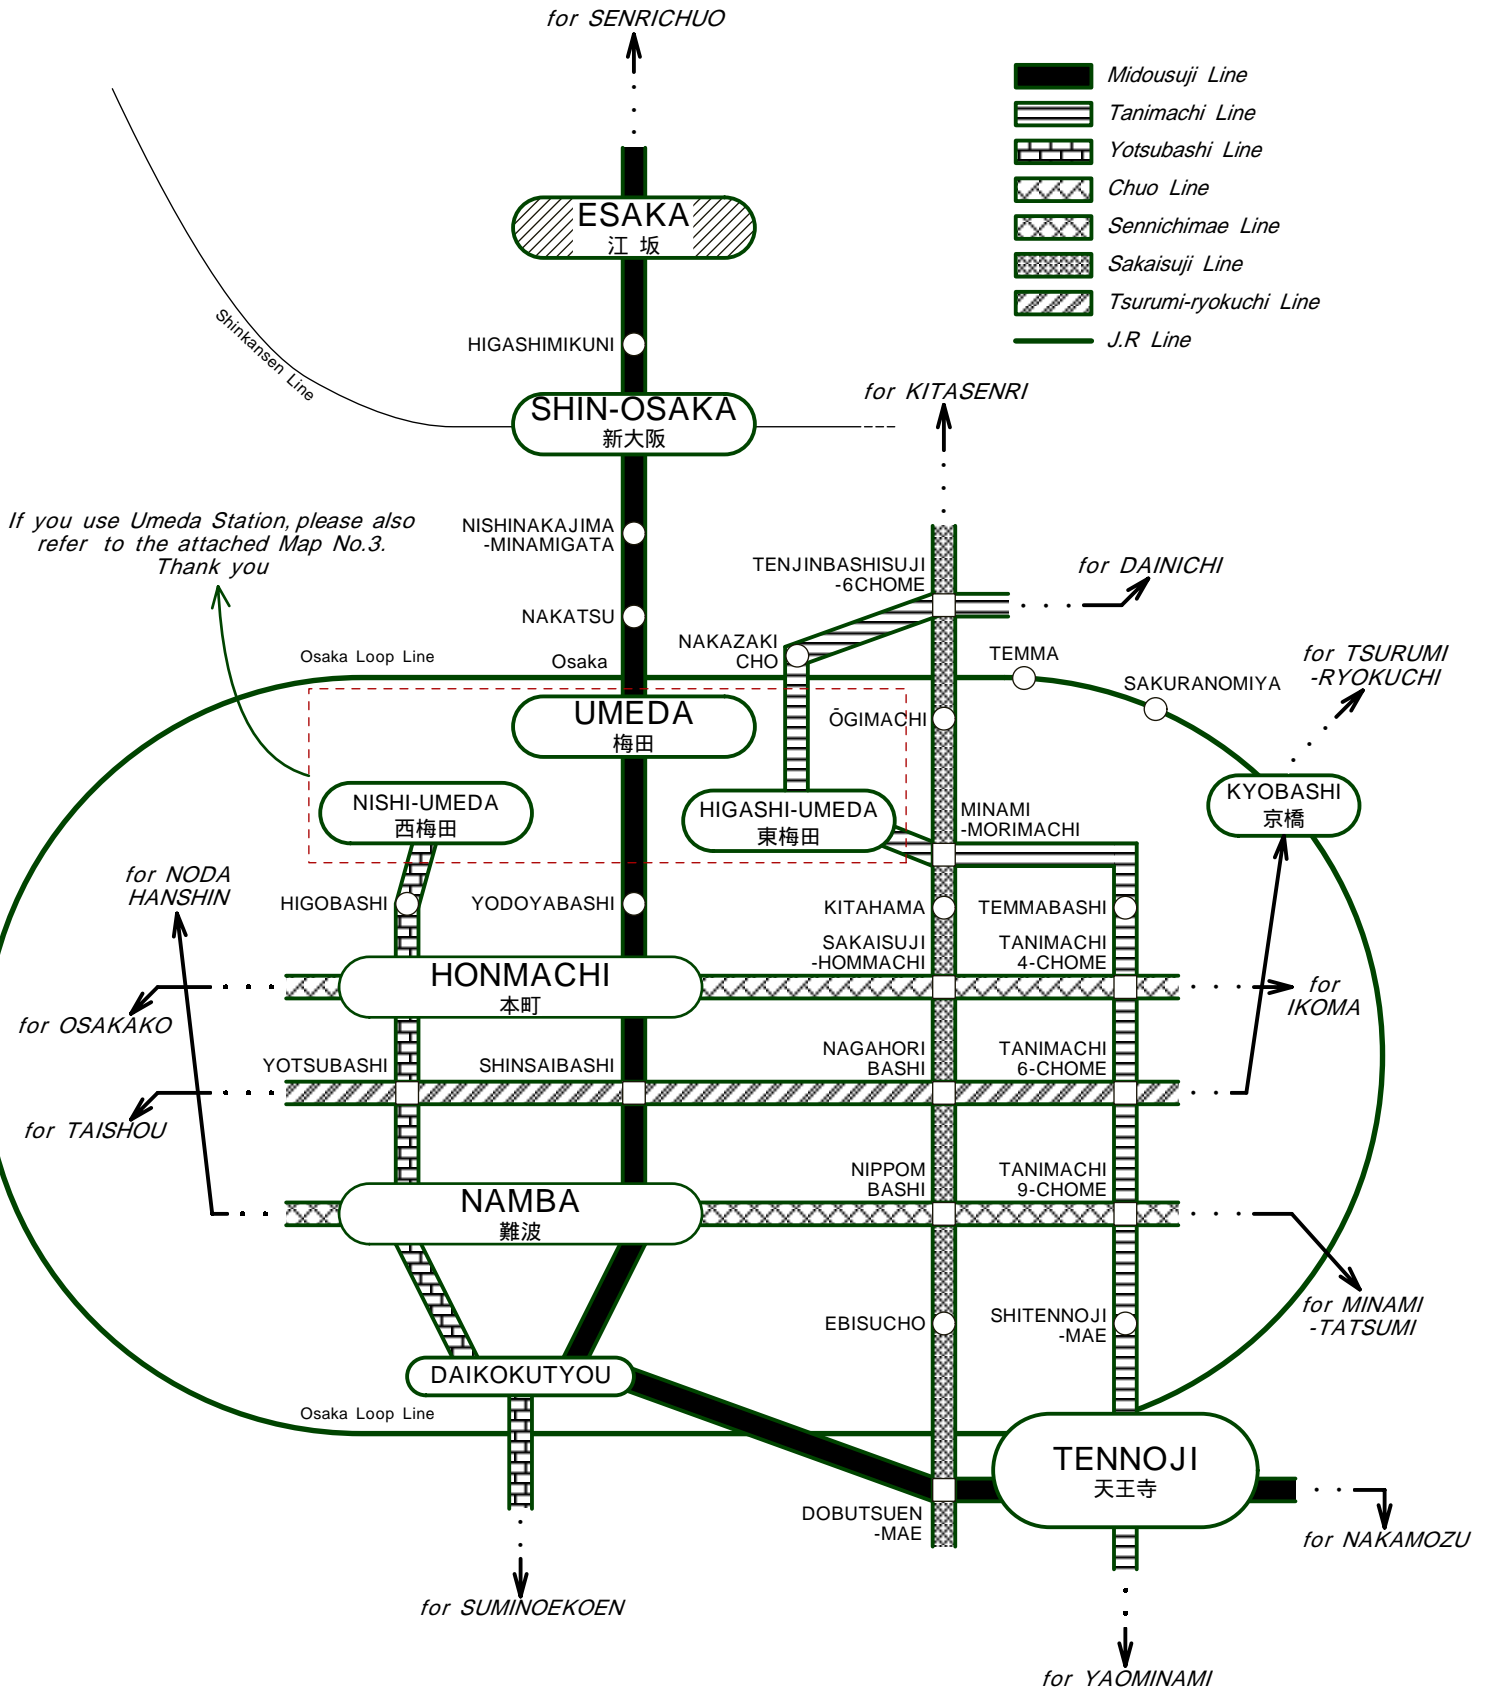 for SENRICHUO
Midousuji Line
Tanimachi Line
Yotsubashi Line
Chuo Line
Sennichimae Line
Sakaisuji Line
Tsurumi-ryokuchi Line
J.R Line
ESAKA
江 坂
Shinkansen Line
HIGASHIMIKUNI
SHIN-OSAKA
新大阪
for KITASENRI
If you use Umeda Station, please also
refer to the attached Map No.3.
Thank you
NISHINAKAJIMA
-MINAMIGATA
TENJINBASHISUJI
-6CHOME
for DAINICHI
NAKATSU
NAKAZAKI
CHO
Osaka Loop Line
Osaka
TEMMA
SAKURANOMIYA
for TSURUMI
-RYOKUCHI
UMEDA
梅田
ŌGIMACHI
NISHI-UMEDA
西梅田
HIGASHI-UMEDA
東梅田
MINAMI
-MORIMACHI
KYOBASHI
京橋
for NODA
HANSHIN
HIGOBASHI
YODOYABASHI
KITAHAMA
TEMMABASHI
SAKAISUJI
-HOMMACHI
TANIMACHI
4-CHOME
HONMACHI
本町
for OSAKAKO
for
IKOMA
YOTSUBASHI
SHINSAIBASHI
NAGAHORI
BASHI
TANIMACHI
6-CHOME
for TAISHOU
NIPPOM
BASHI
TANIMACHI
9-CHOME
NAMBA
難波
for MINAMI
-TATSUMI
EBISUCHO
SHITENNOJI
-MAE
DAIKOKUTYOU
Osaka Loop Line
TENNOJI
天王寺
DOBUTSUEN
-MAE
for NAKAMOZU
for SUMINOEKOEN
for YAOMINAMI